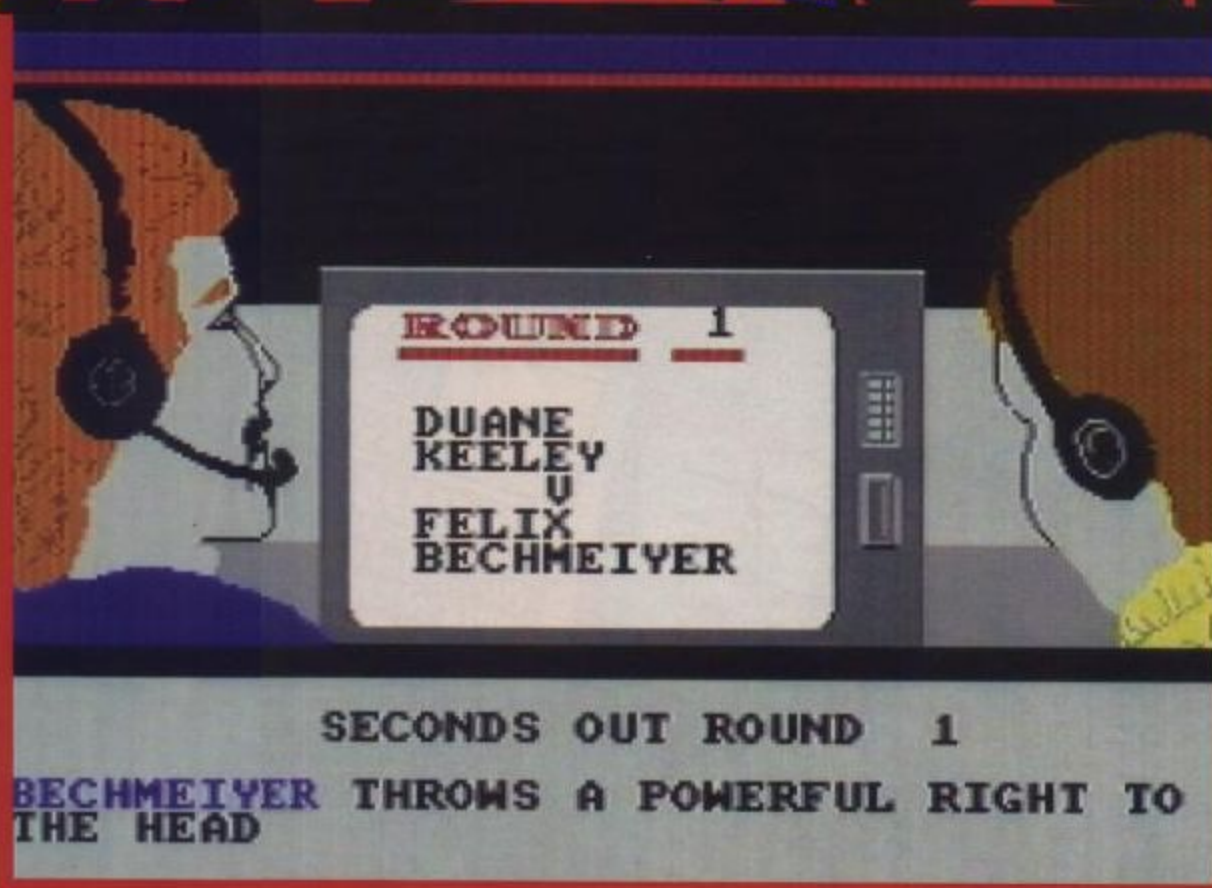 ROUND 1
DUANE
KEELEY
V
FELIX
BECHMEIYER
SECONDS OUT ROUND 1
BECHMEIYER THROWS A POWERFUL RIGHT TO
THE HEAD